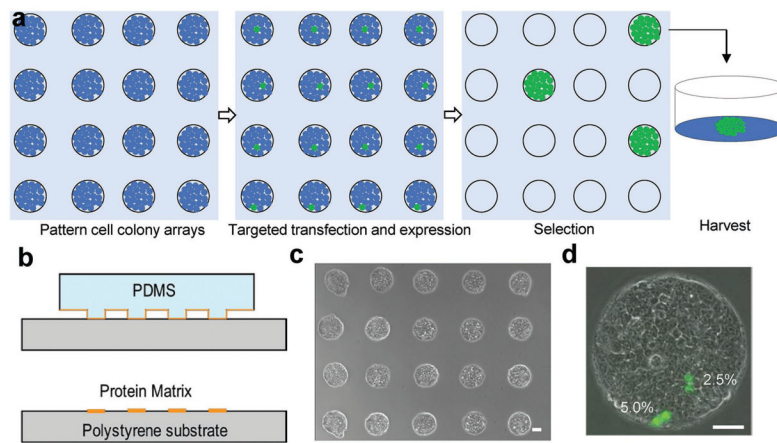 a
Pattern cell colony arrays
Targeted transfection and expression
Selection
Harvest
b
PDMS
Protein Matrix
Polystyrene substrate
c
d
2.5%
5.0%